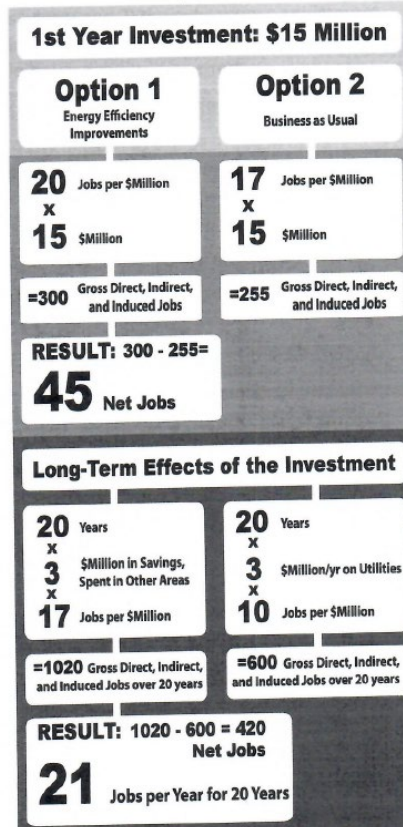 1st Year Investment: $15 Million
Option 1
Energy Efficiency
Improvements
20 Jobs per $Million
x
15 $Million
=300 Gross Direct, Indirect,
and Induced Jobs
Option 2
Business as Usual
17 Jobs per $Million
x
15 $Million
=255 Gross Direct, Indirect,
and Induced Jobs
RESULT: 300 - 255=
45 Net Jobs
Long-Term Effects of the Investment
20 Years
x
3 $Million in Savings,
Spent in Other Areas
x
17 Jobs per $Million
=1020 Gross Direct, Indirect,
and Induced Jobs over 20 years
20 Years
x
3 $Million/yr on Utilities
x
10 Jobs per $Million
=600 Gross Direct, Indirect,
and Induced Jobs over 20 years
RESULT: 1020 - 600 = 420
Net Jobs
21 Jobs per Year for 20 Years